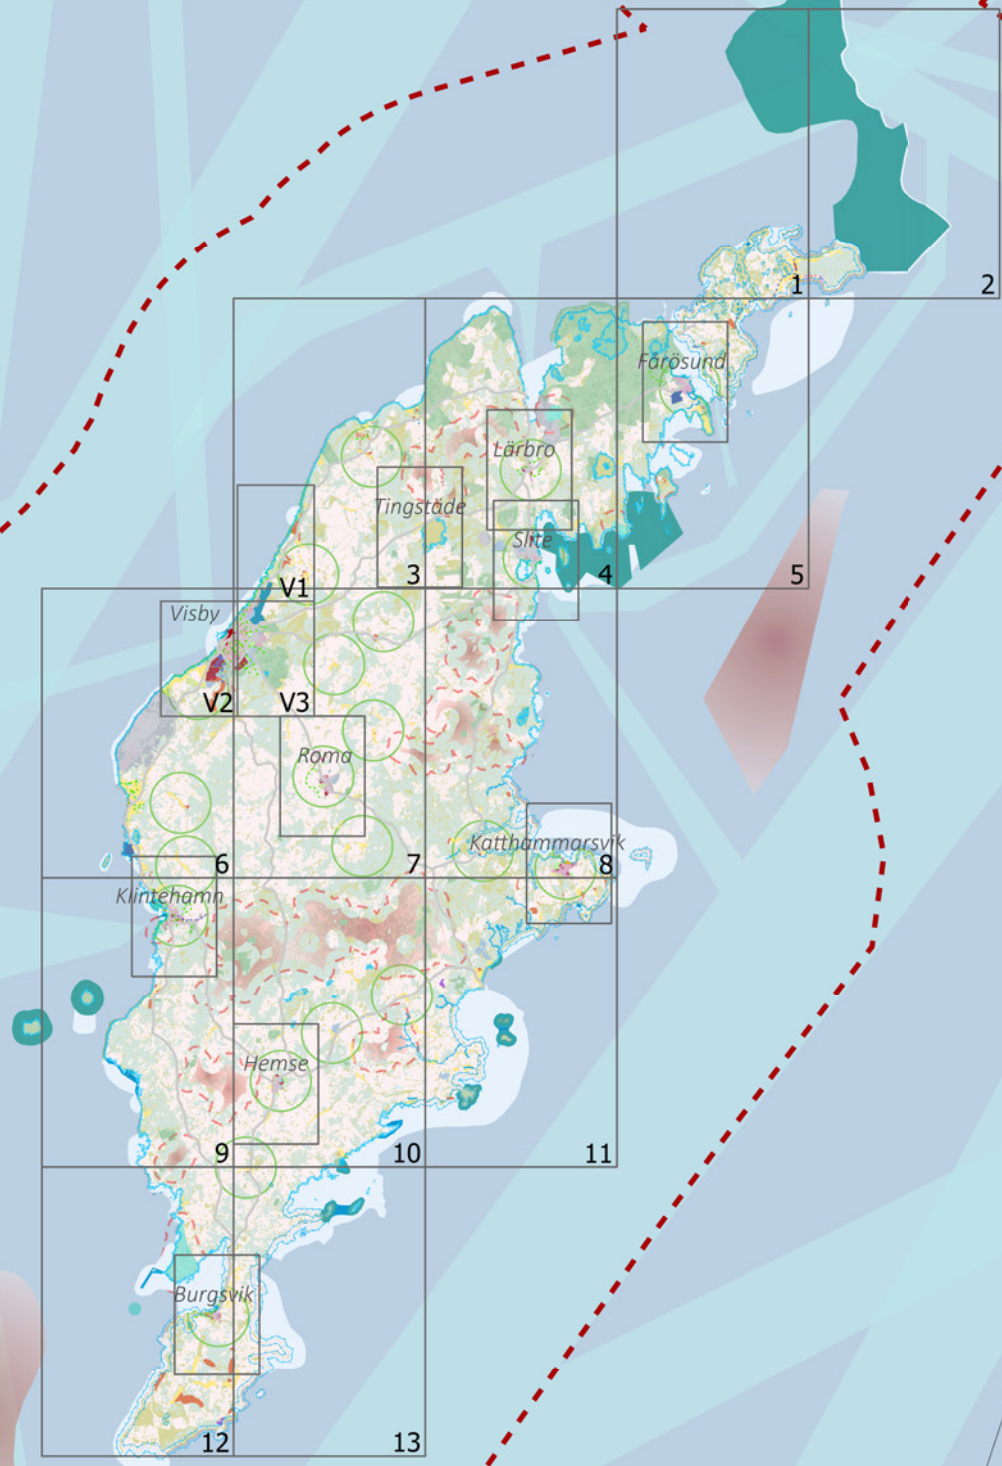 1
2
Fårösund
Lärbro
Tingstäde
Slite
V1
3
4
5
Visby
V2
V3
Roma
Katthammarsvik
6
7
8
Klintehamn
Hemse
9
10
11
Burgsvik
12
13